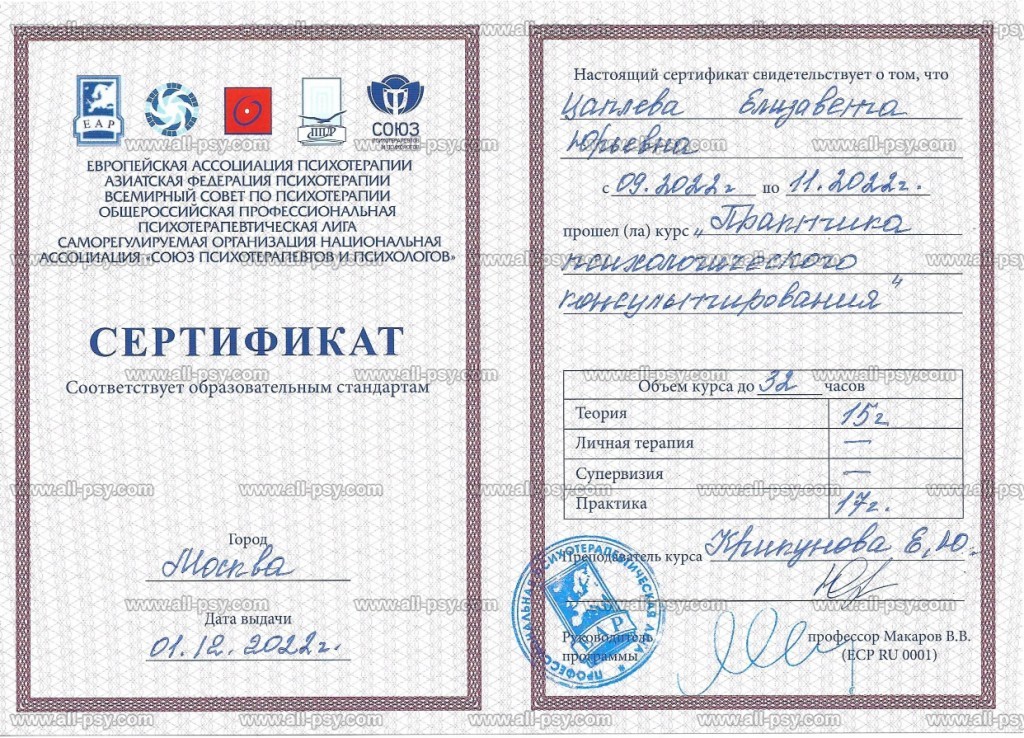 ЕАР
ППЛ
СОЮЗ
ПСИХОТЕРАПЕВТОВ
И ПСИХОЛОГОВ
ЕВРОПЕЙСКАЯ АССОЦИАЦИЯ ПСИХОТЕРАПИИ
АЗИАТСКАЯ ФЕДЕРАЦИЯ ПСИХОТЕРАПИИ
ВСЕМИРНЫЙ СОВЕТ ПО ПСИХОТЕРАПИИ
ОБЩЕРОССИЙСКАЯ ПРОФЕССИОНАЛЬНАЯ
ПСИХОТЕРАПЕВТИЧЕСКАЯ ЛИГА
САМОРЕГУЛИРУЕМАЯ ОРГАНИЗАЦИЯ НАЦИОНАЛЬНАЯ
АССОЦИАЦИЯ «СОЮЗ ПСИХОТЕРАПЕВТОВ И ПСИХОЛОГОВ»
СЕРТИФИКАТ
Соответствует образовательным стандартам
Город
Москва
Дата выдачи
01.12.2022г.
Настоящий сертификат свидетельствует о том, что
Цаплева Елизавета
Юрьевна
с 09.2022г по 11.2022г.
прошел (ла) курс „Практика
психологического
консультирования"
Объем курса до 32 часов
Теория 15г.
Личная терапия —
Супервизия —
Практика 17г.
Преподаватель курса Крипунова Е.Ю.
Руководитель программы
профессор Макаров В.В.
(ECP RU 0001)
www.all-psy.com